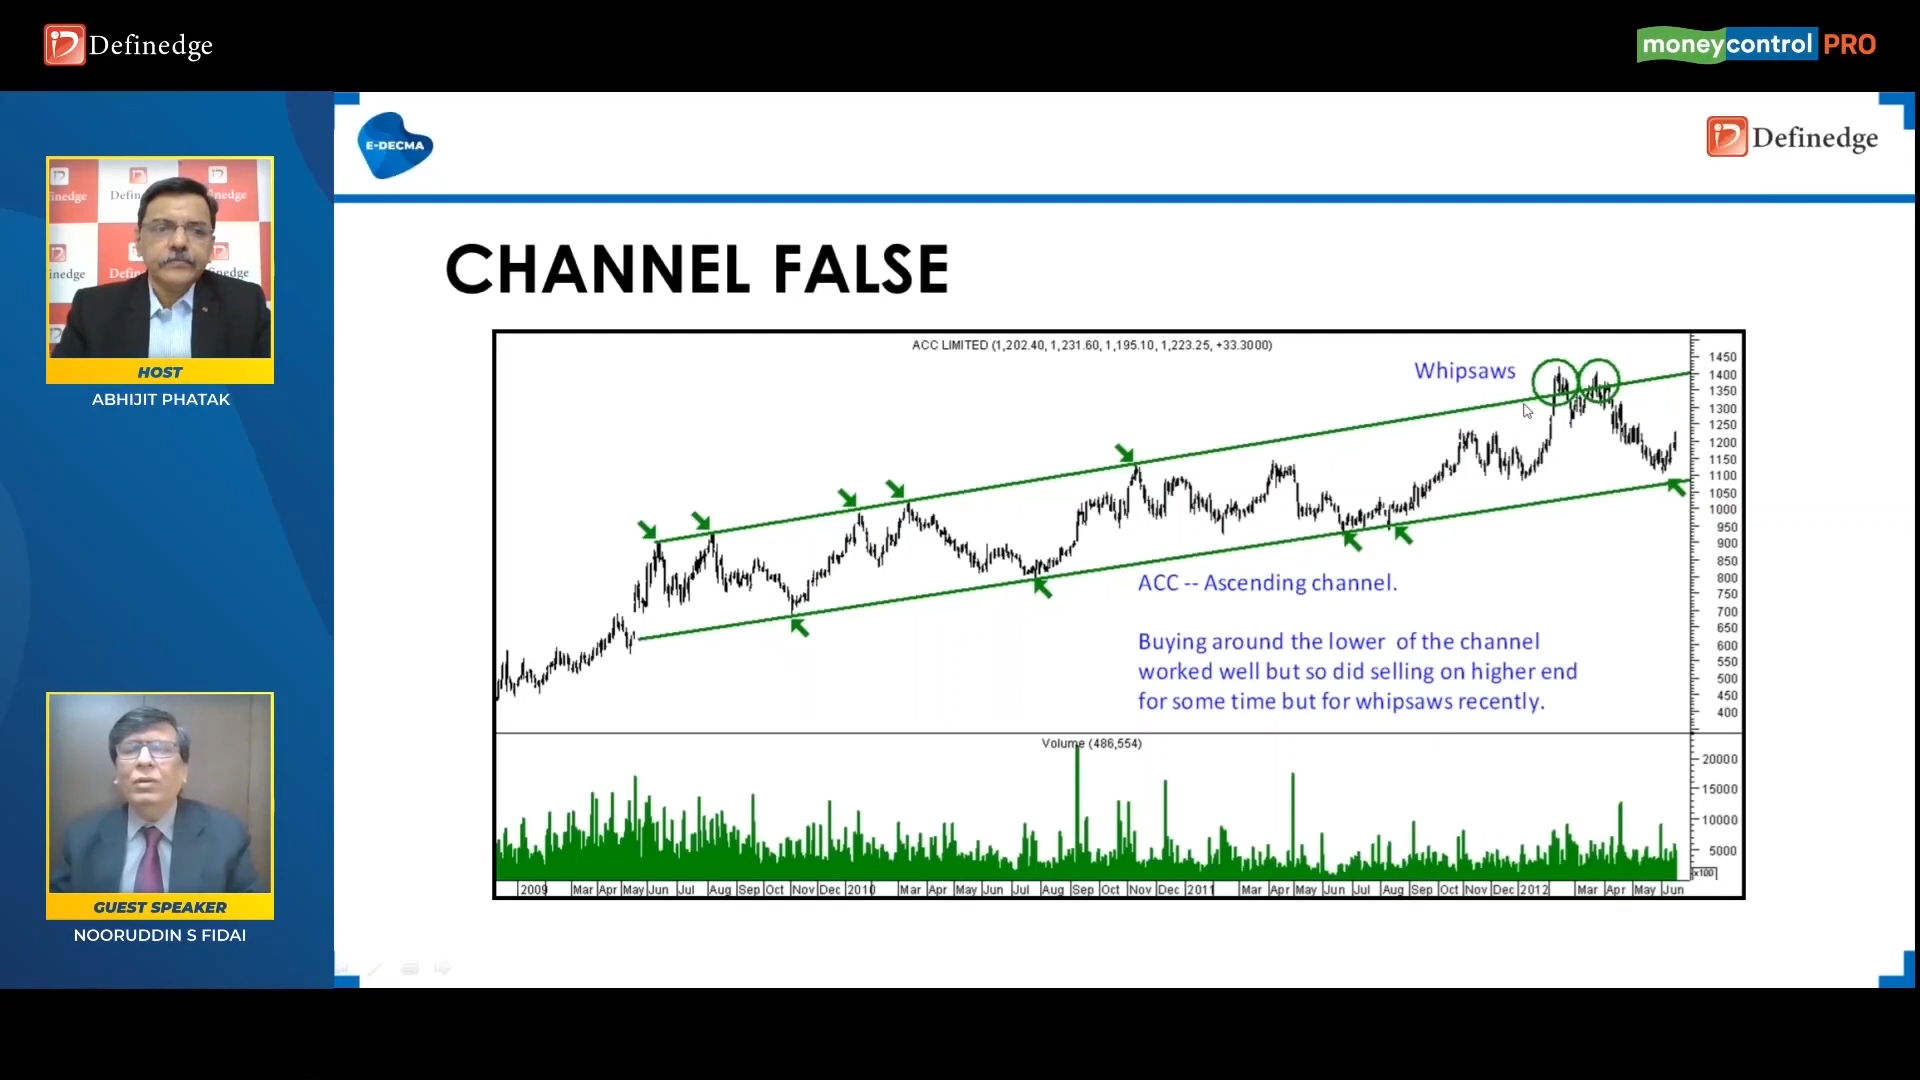 Definedge
moneycontrol PRO
E-DECMA
Definedge
Definedge
HOST
ABHIJIT PHATAK
GUEST SPEAKER
NOORUDDIN S FIDAI
CHANNEL FALSE
ACC LIMITED (1,202.40, 1,231.60, 1,195.10, 1,223.25, +33.3000)
Whipsaws
ACC -- Ascending channel.
Buying around the lower of the channel
worked well but so did selling on higher end
for some time but for whipsaws recently.
1450
1400
1350
1300
1250
1200
1150
1100
1050
1000
950
900
850
800
750
700
650
600
550
500
450
400
Volume (486,554)
20000
15000
10000
5000
x100
2009 Mar Apr May Jun Jul Aug Sep Oct Nov Dec 2010 Mar Apr May Jun Jul Aug Sep Oct Nov Dec 2011 Mar Apr May Jun Jul Aug Sep Oct Nov Dec 2012 Mar Apr May Jun